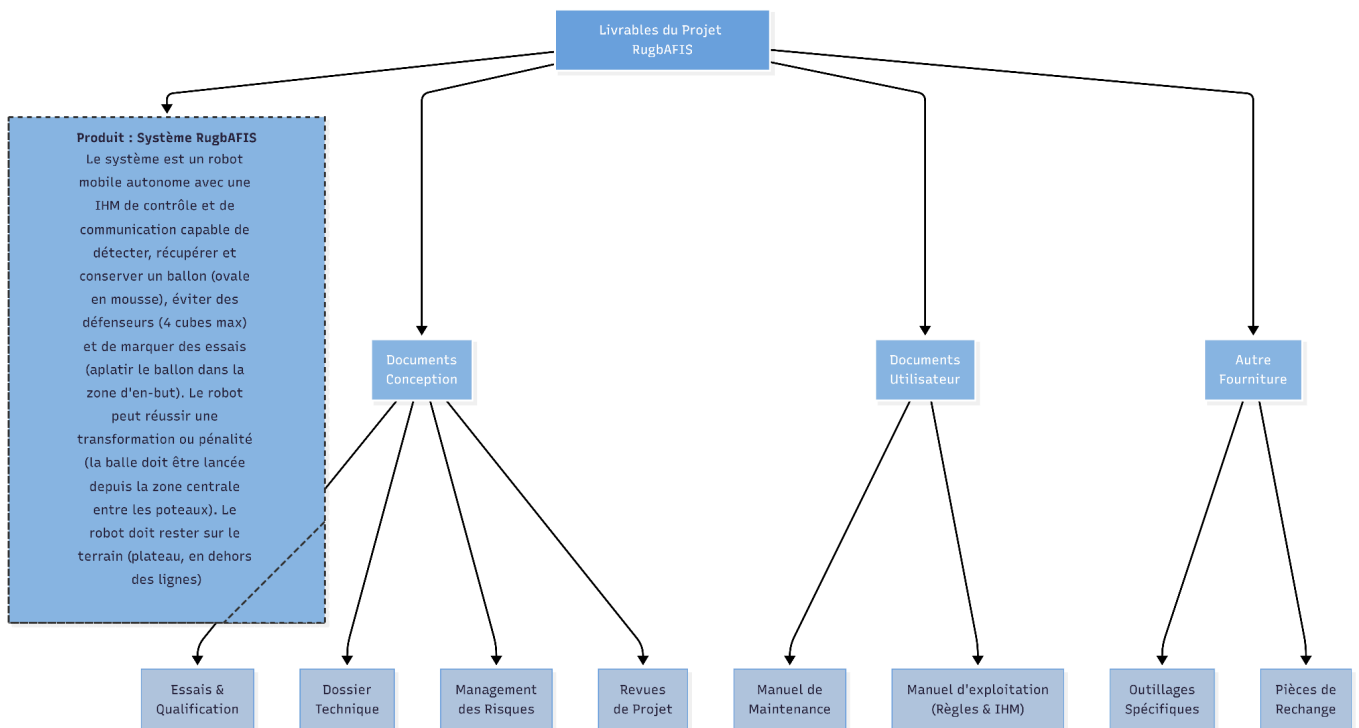 Livrables du Projet
RugbAFIS
Produit : Système RugbAFIS
Le système est un robot
mobile autonome avec une
IHM de contrôle et de
communication capable de
détecter, récupérer et
conserver un ballon (ovale
en mousse), éviter des
défenseurs (4 cubes max)
et de marquer des essais
(aplatir le ballon dans la
zone d'en-but). Le robot
peut réussir une
transformation ou pénalité
(la balle doit être lancée
depuis la zone centrale
entre les poteaux). Le
robot doit rester sur le
terrain (plateau, en dehors
des lignes)
Documents
Conception
Documents
Utilisateur
Autre
Fourniture
Essais &
Qualification
Dossier
Technique
Management
des Risques
Revues
de Projet
Manuel de
Maintenance
Manuel d'exploitation
(Règles & IHM)
Outillages
Spécifiques
Pièces de
Rechange